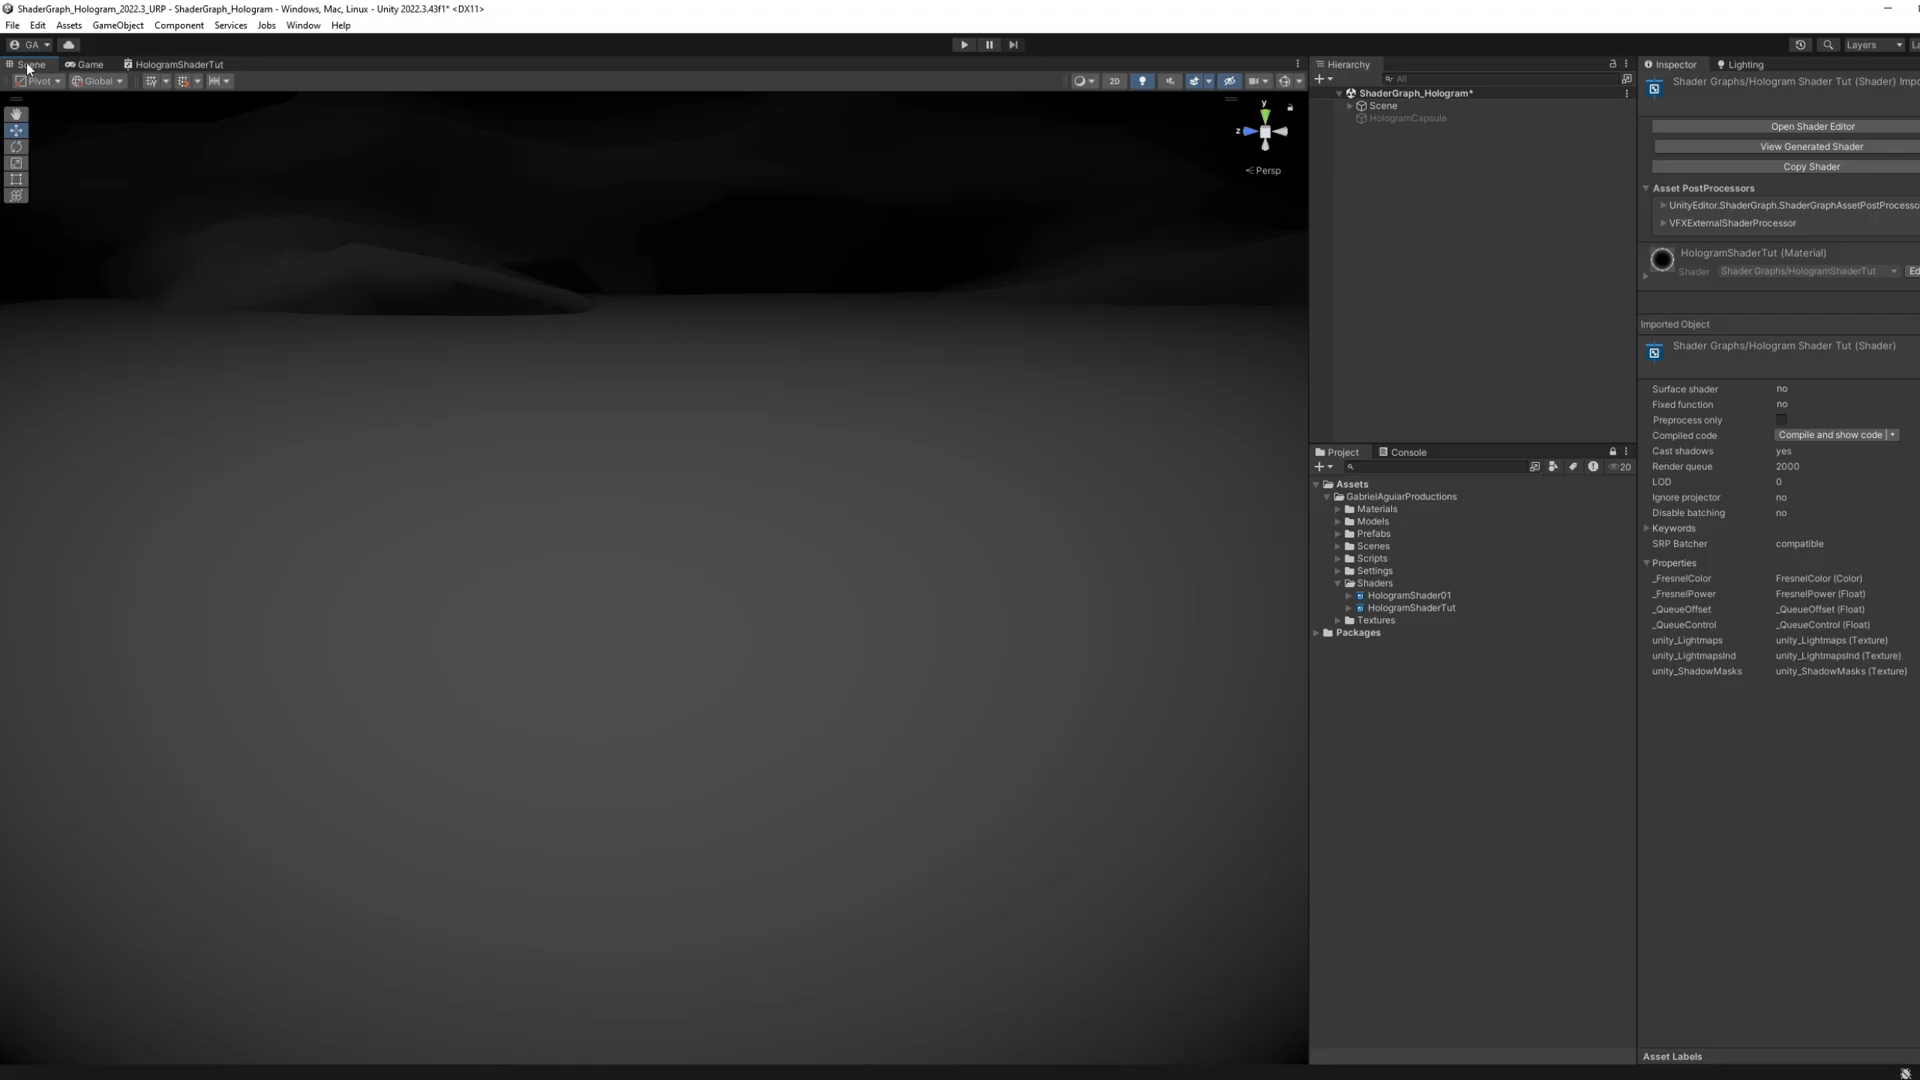 ShaderGraph_Hologram_2022.3_URP - ShaderGraph_Hologram - Windows, Mac, Linux - Unity 2022.3.43f1* <DX11>
File Edit Assets GameObject Component Services Jobs Window Help
GA
Layers
Scene Game HologramShaderTut
Pivot Global
2D
y
z
Persp
Hierarchy
All
ShaderGraph_Hologram*
Scene
HologramCapsule
Project Console
20
Assets
GabrielAguiarProductions
Materials
Models
Prefabs
Scenes
Scripts
Settings
Shaders
HologramShader01
HologramShaderTut
Textures
Packages
Inspector Lighting
Shader Graphs/Hologram Shader Tut (Shader) Impo
Open Shader Editor
View Generated Shader
Copy Shader
Asset PostProcessors
UnityEditor.ShaderGraph.ShaderGraphAssetPostProcesso
VFXExternalShaderProcessor
HologramShaderTut (Material)
Shader Shader Graphs/HologramShaderTut Ed
Imported Object
Shader Graphs/Hologram Shader Tut (Shader)
Surface shader no
Fixed function no
Preprocess only
Compiled code Compile and show code
Cast shadows yes
Render queue 2000
LOD 0
Ignore projector no
Disable batching no
Keywords
SRP Batcher compatible
Properties
_FresnelColor FresnelColor (Color)
_FresnelPower FresnelPower (Float)
_QueueOffset _QueueOffset (Float)
_QueueControl _QueueControl (Float)
unity_Lightmaps unity_Lightmaps (Texture)
unity_LightmapsInd unity_LightmapsInd (Texture)
unity_ShadowMasks unity_ShadowMasks (Texture)
Asset Labels